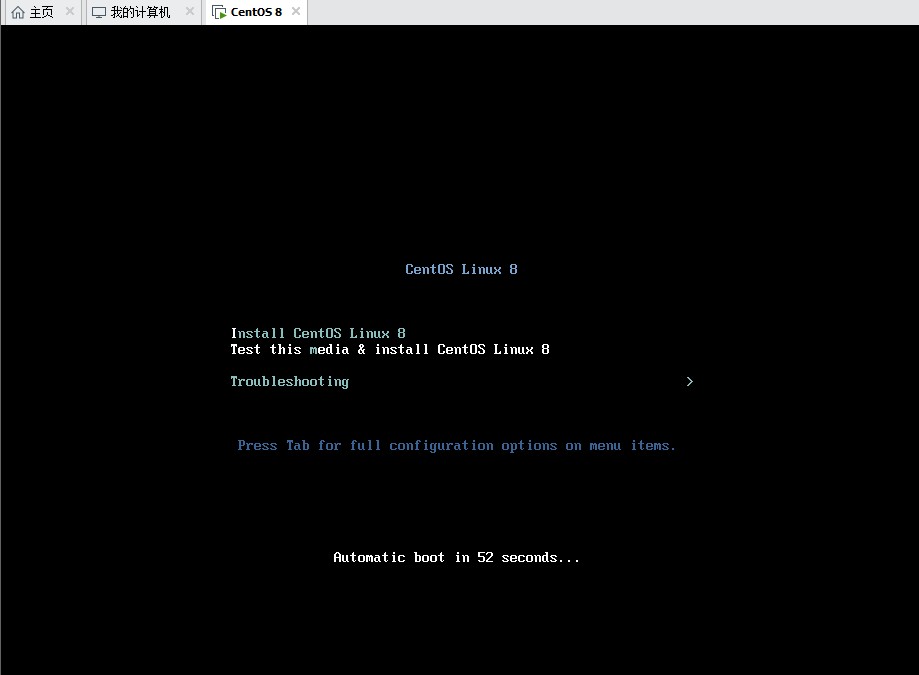 主页 我的计算机 CentOS 8
CentOS Linux 8
Install CentOS Linux 8
Test this media & install CentOS Linux 8
Troubleshooting >
Press Tab for full configuration options on menu items.
Automatic boot in 52 seconds...